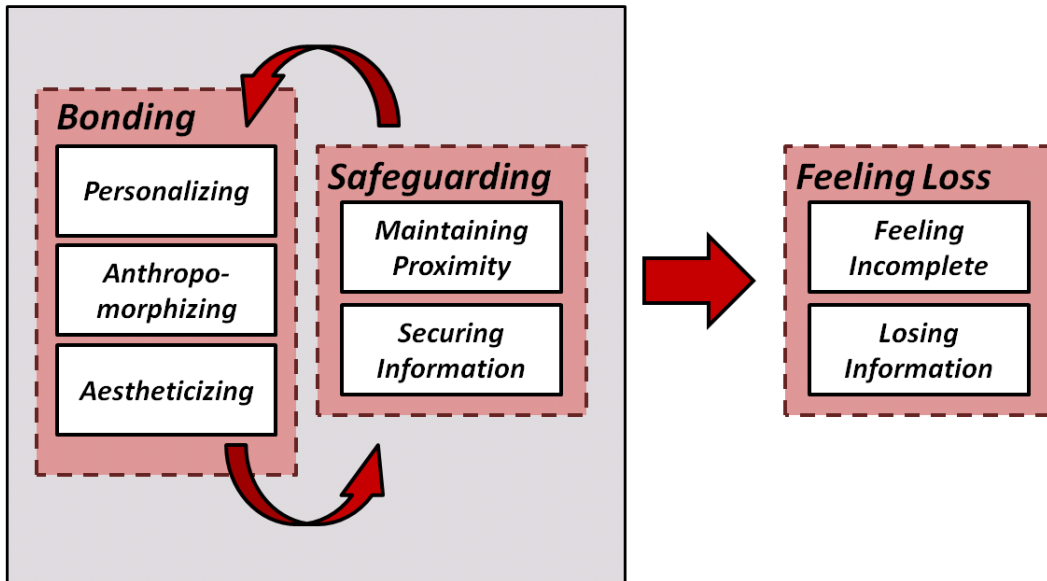 Bonding
Personalizing
Anthropo-
morphizing
Aestheticizing
Safeguarding
Maintaining
Proximity
Securing
Information
Feeling Loss
Feeling
Incomplete
Losing
Information